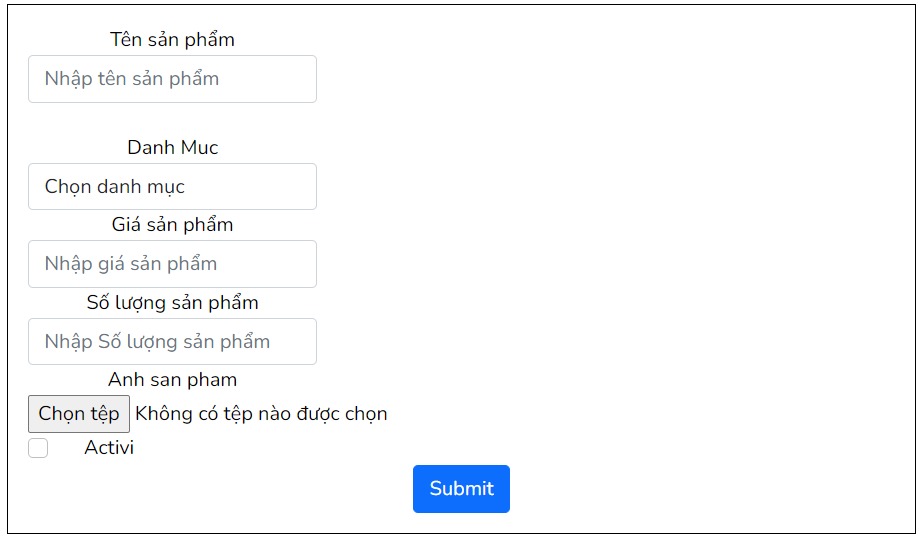 Tên sản phẩm
Nhập tên sản phẩm
Danh Muc
Chọn danh mục
Giá sản phẩm
Nhập giá sản phẩm
Số lượng sản phẩm
Nhập Số lượng sản phẩm
Anh san pham
Chọn tệp Không có tệp nào được chọn
Activi
Submit